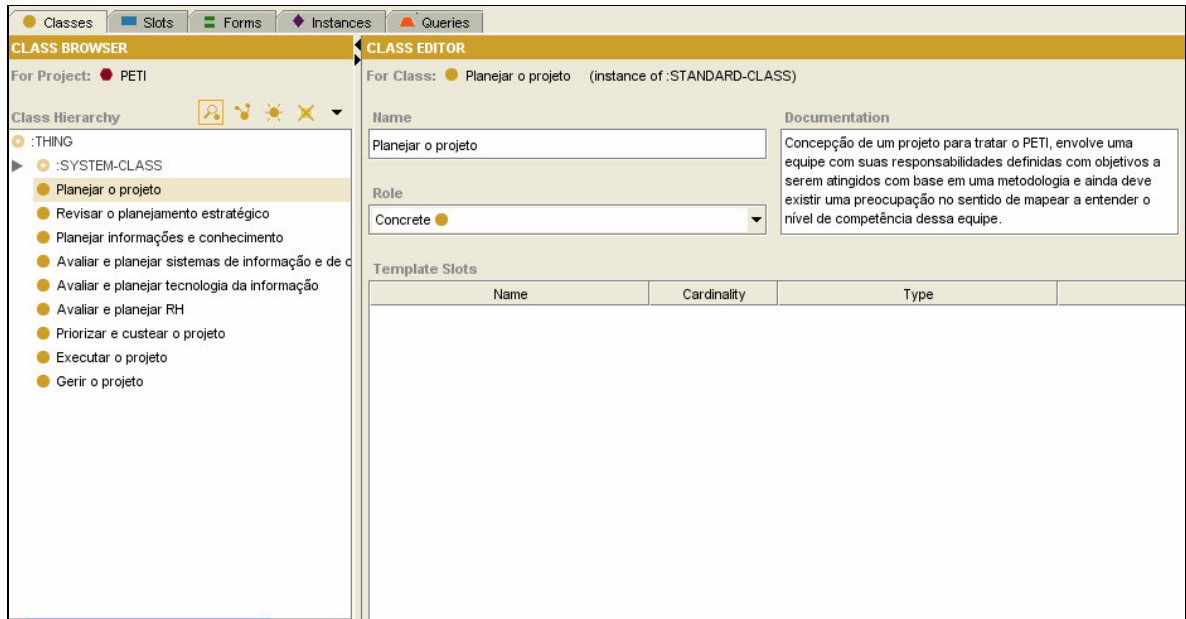 Classes Slots Forms Instances Queries
CLASS BROWSER
For Project: PETI
Class Hierarchy
:THING
:SYSTEM-CLASS
Planejar o projeto
Revisar o planejamento estratégico
Planejar informações e conhecimento
Avaliar e planejar sistemas de informação e de c
Avaliar e planejar tecnologia da informação
Avaliar e planejar RH
Priorizar e custear o projeto
Executar o projeto
Gerir o projeto
CLASS EDITOR
For Class: Planejar o projeto (instance of :STANDARD-CLASS)
Name
Planejar o projeto
Role
Concrete
Documentation
Concepção de um projeto para tratar o PETI, envolve uma
equipe com suas responsabilidades definidas com objetivos a
serem atingidos com base em uma metodologia e ainda deve
existir uma preocupação no sentido de mapear a entender o
nível de competência dessa equipe.
Template Slots
Name Cardinality Type